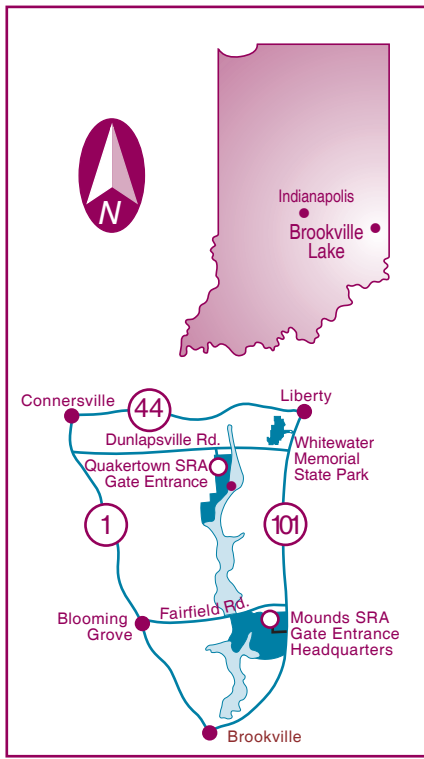 N
Indianapolis
Brookville
Lake
Connersville
44
Liberty
Dunlapsville Rd.
Whitewater
Memorial
State Park
Quakertown SRA
Gate Entrance
1
101
Fairfield Rd.
Blooming
Grove
Mounds SRA
Gate Entrance
Headquarters
Brookville